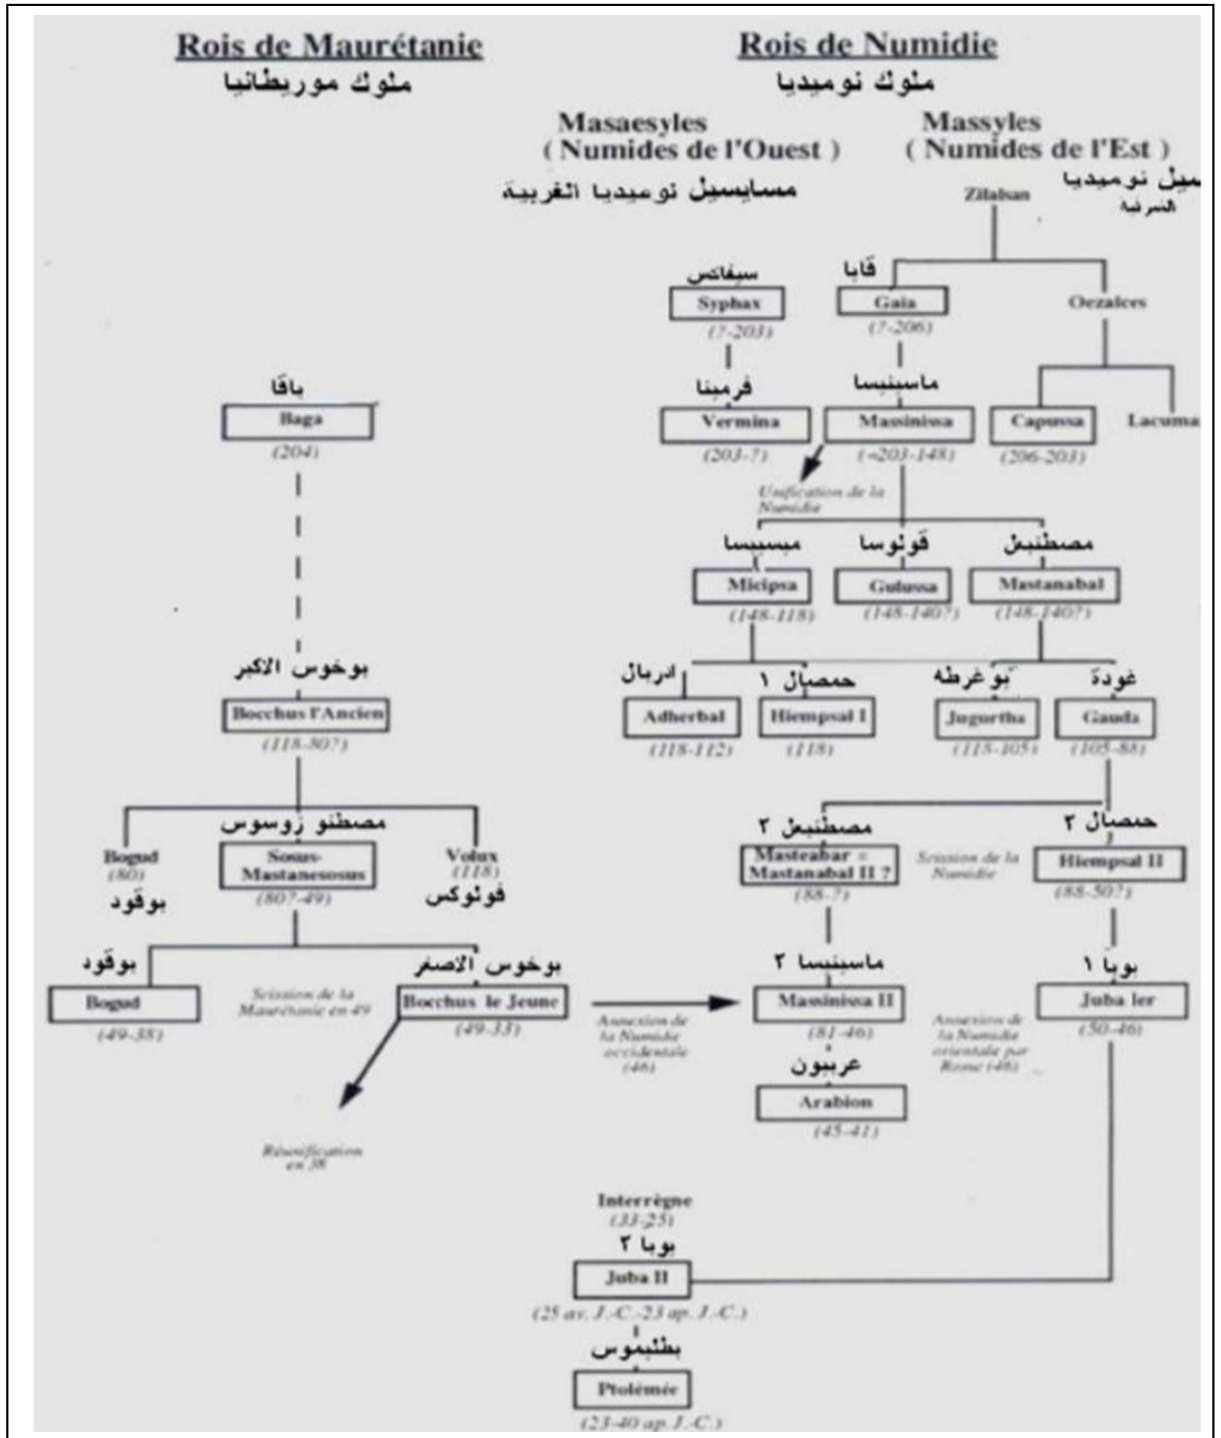 Rois de Maurétanie
ملوك موريطانيا
Rois de Numidie
ملوك نوميديا
Masaesyles
( Numides de l'Ouest )
مسايسيل نوميديا الغربية
Massyles
( Numides de l'Est )
سيل نوميديا
الشرقية
Zilalsan
سيفاكس
Syphax
(?-203)
قايا
Gaia
(?-206)
Oezalces
باقا
Baga
(204)
فرمينا
Vermina
(203-?)
ماسينيسا
Massinissa
(~203-148)
Capussa
(206-203)
Lacuma
Unification de la
Numidie
ميسيبسا
Micipsa
(148-118)
قولوسا
Gulussa
(148-140?)
مصطنبعل
Mastanabal
(148-140?)
بوخوس الاكبر
Bocchus l'Ancien
(118-80?)
ادربال
Adherbal
(118-112)
حمصال ١
Hiempsal I
(118)
يوغرطه
Jugurtha
(118-105)
غودة
Gauda
(105-88)
Bogud
(80)
بوقود
مصطنو زوسوس
Sosus-
Mastanesosus
(80?-49)
Volux
(118)
فولوكس
مصطنبعل ٢
Masteabar =
Mastanabal II ?
(88-?)
Scission de la
Numidie
حمصال ٢
Hiempsal II
(88-50?)
بوقود
Bogud
(49-38)
Scission de la
Maurétanie en 49
بوخوس الاصغر
Bocchus le Jeune
(49-33)
Annexion de
la Numidie
occidentale
(46)
ماسينيسا ٢
Massinissa II
(81-46)
Annexion de
la Numidie
orientale par
Rome (46)
يوبا ١
Juba Ier
(50-46)
عربيون
Arabion
(45-41)
Réunification
en 38
Interrègne
(33-25)
يوبا ٢
Juba II
(25 av. J.-C.-23 ap. J.-C.)
بطليموس
Ptolémée
(23-40 ap. J.-C.)